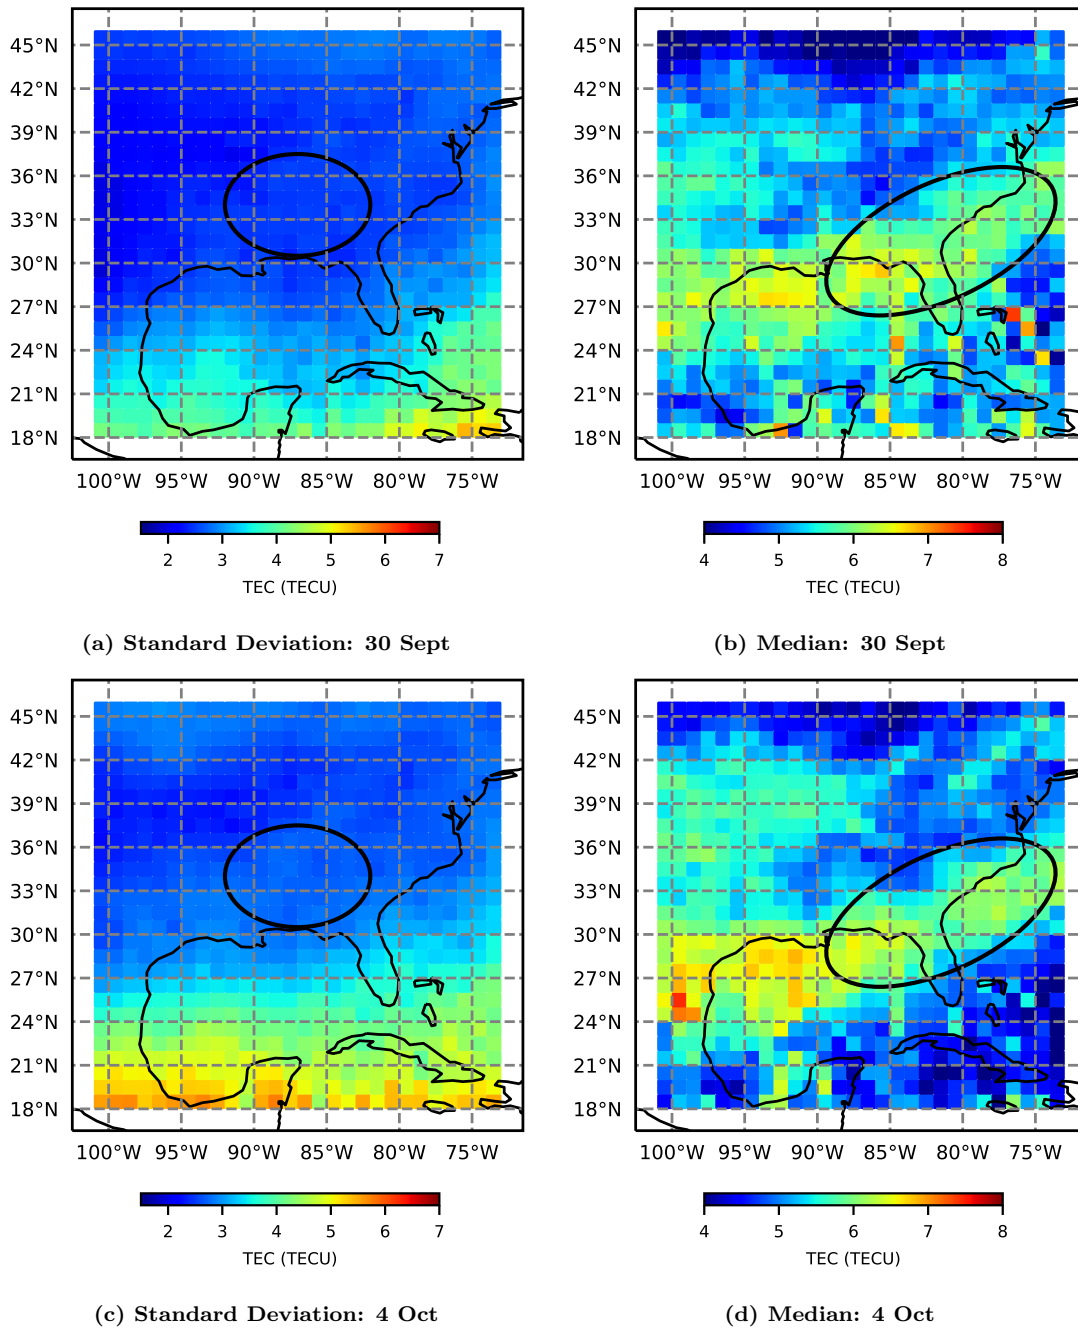 45°N
42°N
39°N
36°N
33°N
30°N
27°N
24°N
21°N
18°N
100°W 95°W 90°W 85°W 80°W 75°W
2 3 4 5 6 7
TEC (TECU)
(a) Standard Deviation: 30 Sept
45°N
42°N
39°N
36°N
33°N
30°N
27°N
24°N
21°N
18°N
100°W 95°W 90°W 85°W 80°W 75°W
4 5 6 7 8
TEC (TECU)
(b) Median: 30 Sept
45°N
42°N
39°N
36°N
33°N
30°N
27°N
24°N
21°N
18°N
100°W 95°W 90°W 85°W 80°W 75°W
2 3 4 5 6 7
TEC (TECU)
(c) Standard Deviation: 4 Oct
45°N
42°N
39°N
36°N
33°N
30°N
27°N
24°N
21°N
18°N
100°W 95°W 90°W 85°W 80°W 75°W
4 5 6 7 8
TEC (TECU)
(d) Median: 4 Oct